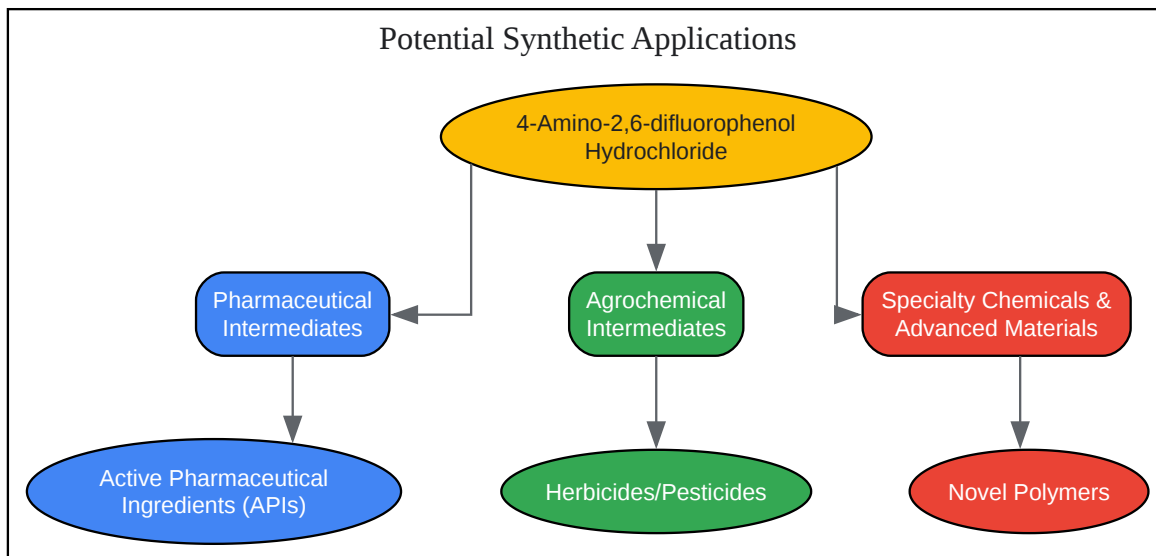 Potential Synthetic Applications
4-Amino-2,6-difluorophenol
Hydrochloride
Pharmaceutical
Intermediates
Agrochemical
Intermediates
Specialty Chemicals &
Advanced Materials
Active Pharmaceutical
Ingredients (APIs)
Herbicides/Pesticides
Novel Polymers